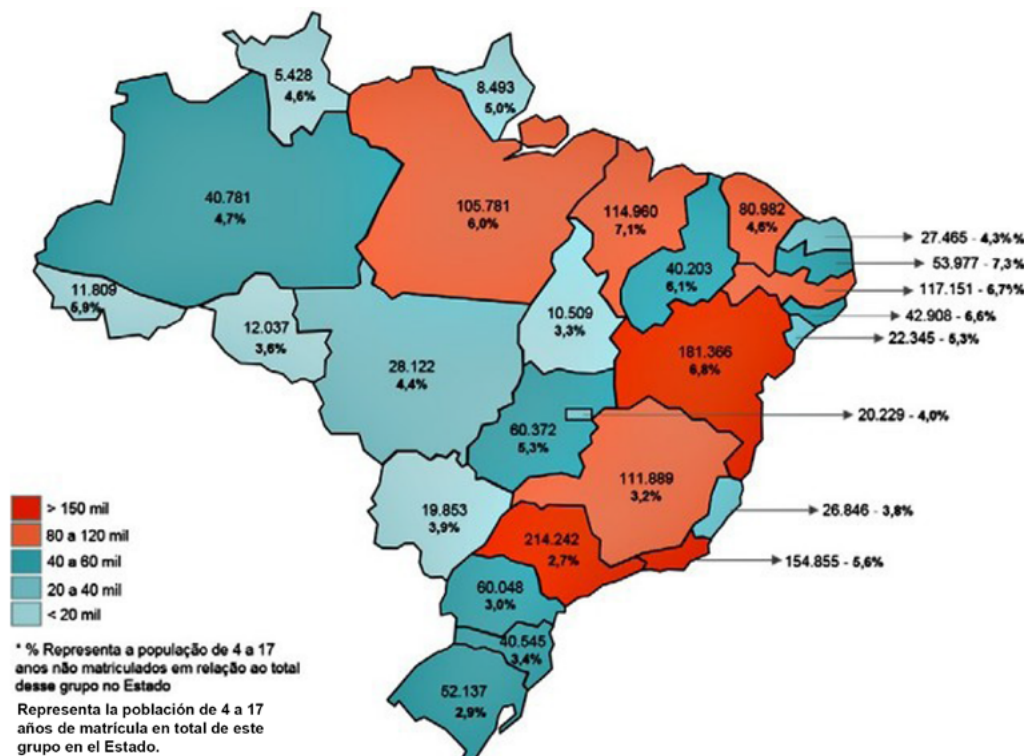 5.428
4,6%
8.493
5,0%
40.781
4,7%
105.781
6,0%
114.960
7,1%
80.982
4,6%
27.465 - 4,3%%
53.977 - 7,3%
40.203
6,1%
117.151 - 6,7%
11.809
5,9%
12.037
3,6%
10.509
3,3%
42.908 - 6,6%
22.345 - 5,3%
28.122
4,4%
181.366
6,8%
60.372
5,3%
20.229 - 4,0%
111.889
3,2%
19.853
3,9%
26.846 - 3,8%
214.242
2,7%
154.855 - 5,6%
60.048
3,0%
40.545
3,4%
52.137
2,9%
> 150 mil
80 a 120 mil
40 a 60 mil
20 a 40 mil
< 20 mil
* % Representa a população de 4 a 17
anos não matriculados em relação ao total
desse grupo no Estado
Representa la población de 4 a 17
años de matrícula en total de este
grupo en el Estado.